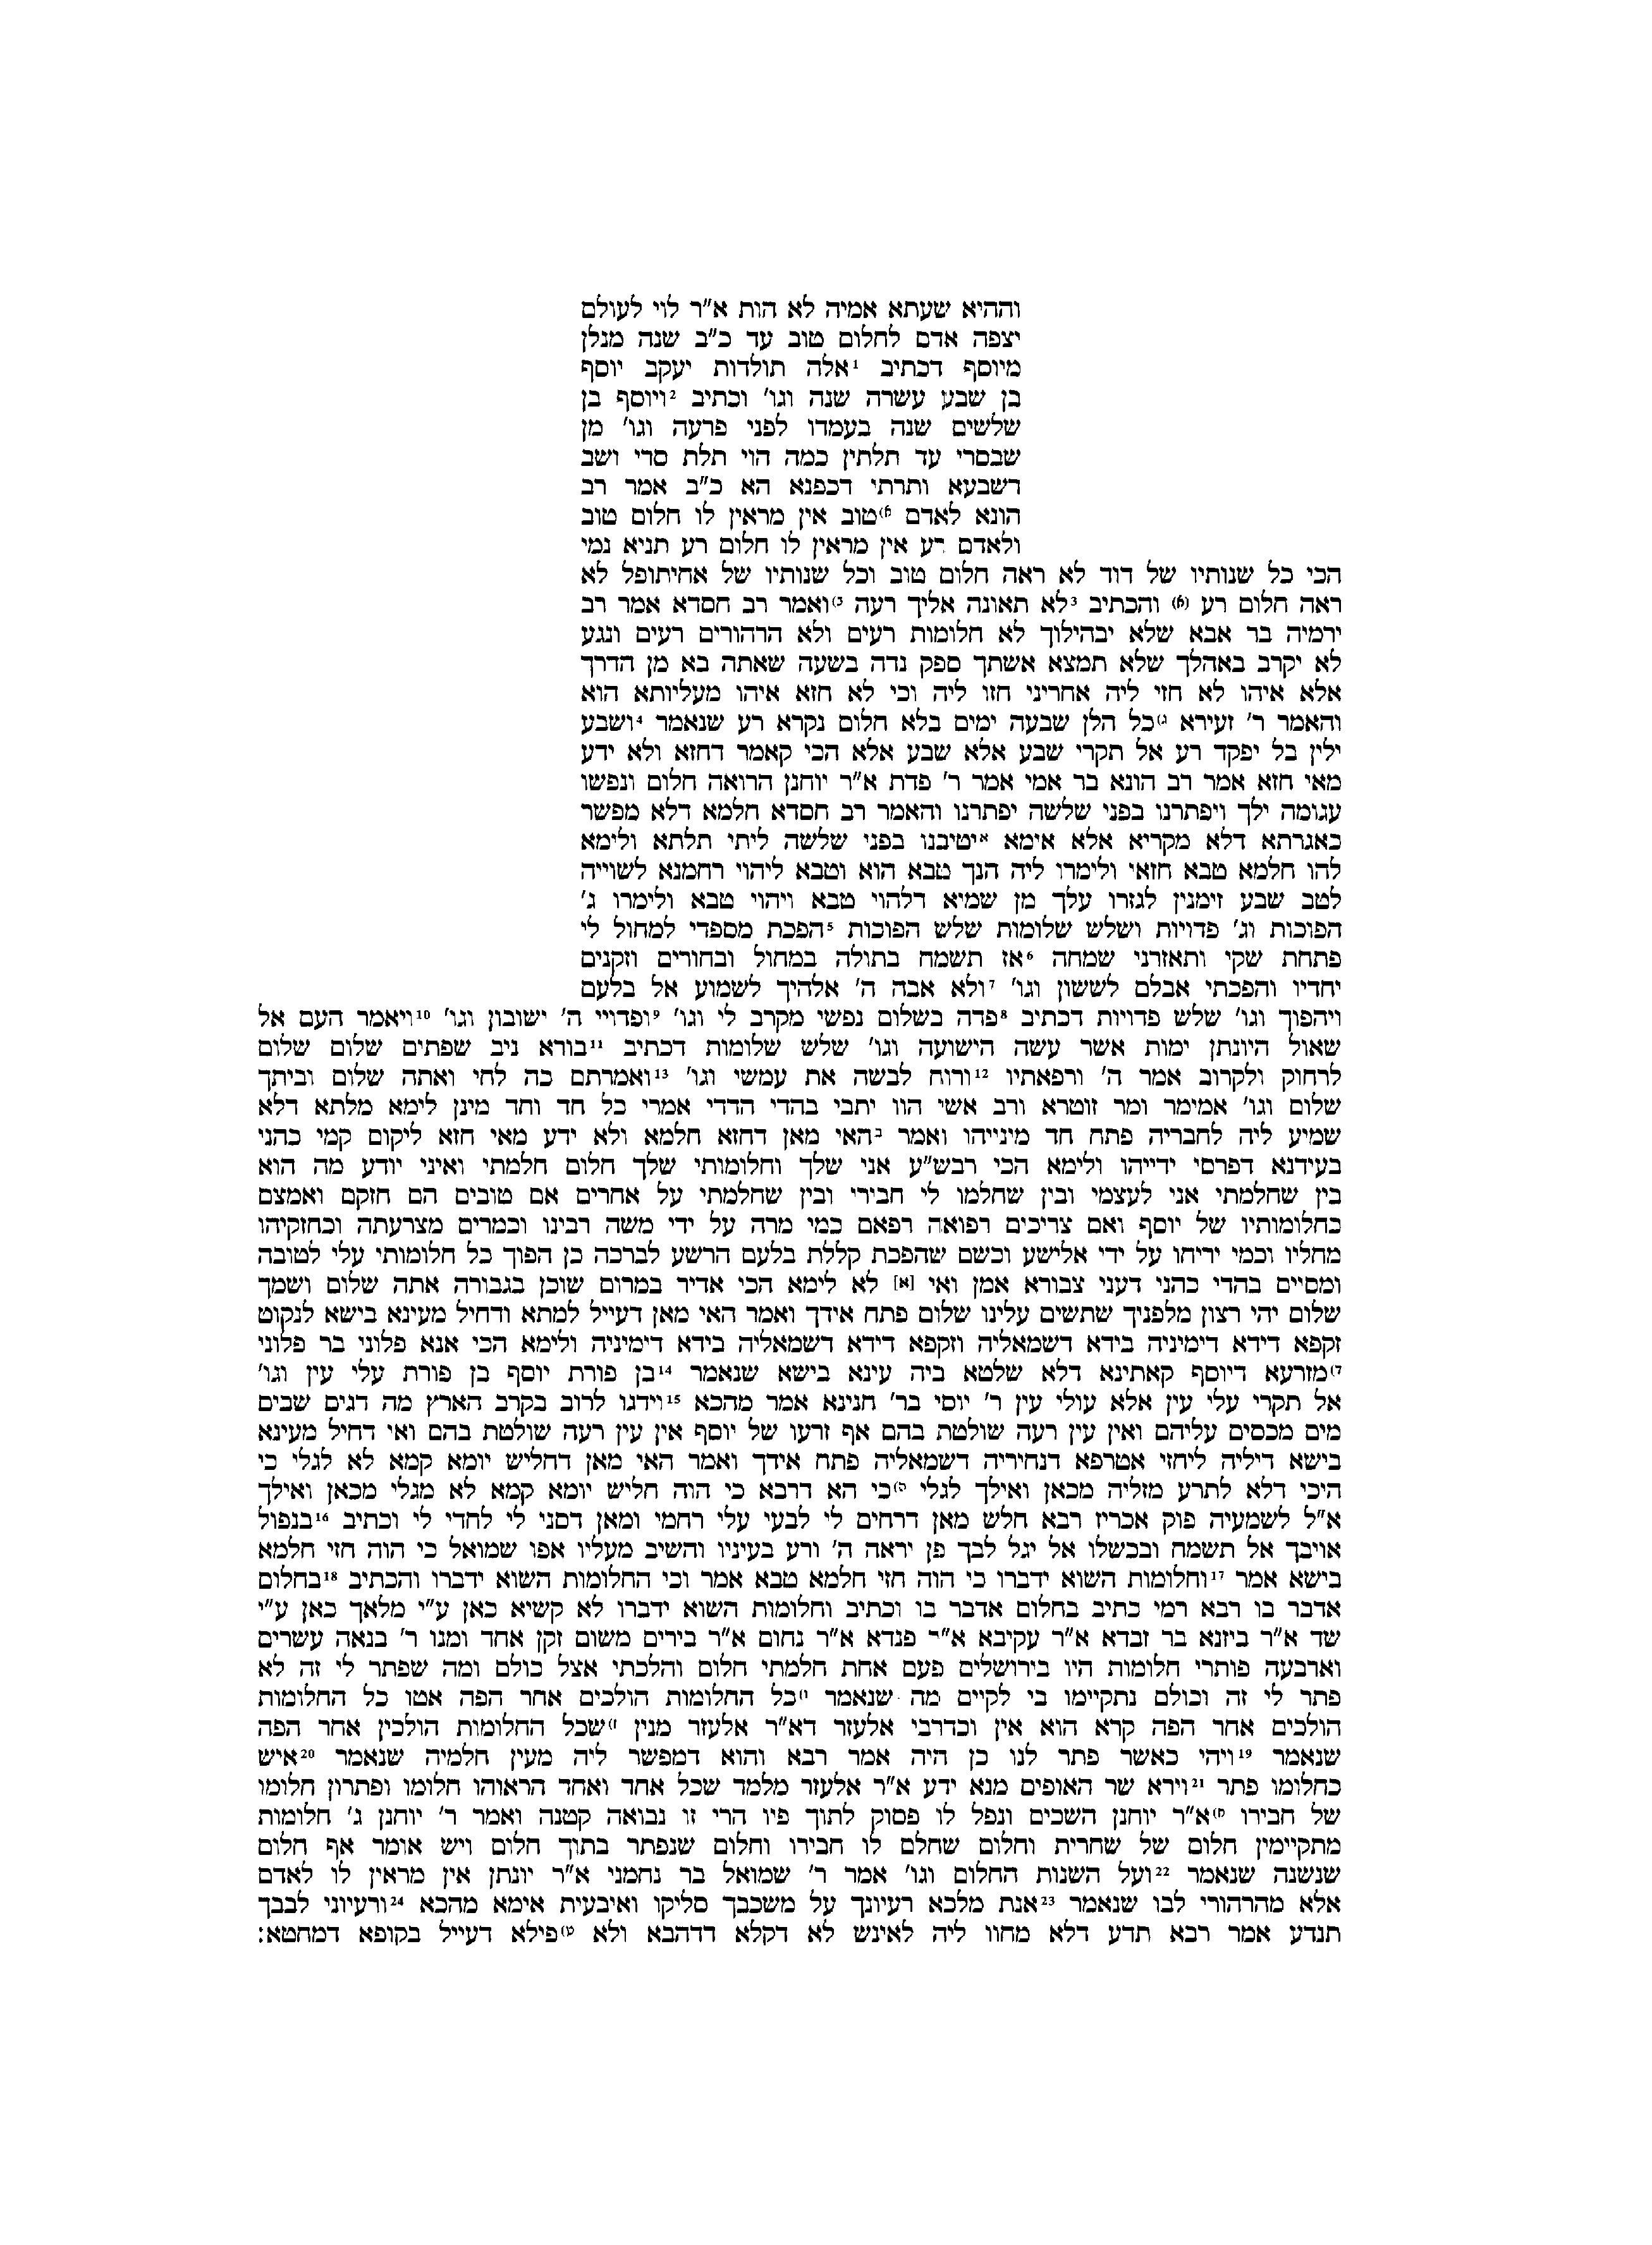 וההיא שעתא אמיה לא הות א"ר לוי לעולם
יצפה אדם לחלום טוב עד כ"ב שנה מנלן
מיוסף דכתיב ¹אלה תולדות יעקב יוסף
בן שבע עשרה שנה וגו' וכתיב ²ויוסף בן
שלשים שנה בעמדו לפני פרעה וגו' מן
שבסרי עד תלתין כמה הוי תלת סרי ושב
דשבעא ותרתי דכפנא הא כ"ב אמר רב
הונא לאדם א)טוב אין מראין לו חלום טוב
ולאדם רע אין מראין לו חלום רע תניא נמי
הכי כל שנותיו של דוד לא ראה חלום טוב וכל שנותיו של אחיתופל לא
ראה חלום רע (א) והכתיב ³לא תאונה אליך רעה ב)ואמר רב חסדא אמר רב
ירמיה בר אבא שלא יבהילוך לא חלומות רעים ולא הרהורים רעים ונגע
לא יקרב באהלך שלא תמצא אשתך ספק נדה בשעה שאתה בא מן הדרך
אלא איהו לא חזי ליה אחריני חזו ליה וכי לא חזא איהו מעליותא הוא
והאמר ר' זעירא ג)כל הלן שבעה ימים בלא חלום נקרא רע שנאמר ⁴ושבע
ילין בל יפקד רע אל תקרי שבע אלא שבע אלא הכי קאמר דחזא ולא ידע
מאי חזא אמר רב הונא בר אמי אמר ר' פדת א"ר יוחנן הרואה חלום ונפשו
עגומה ילך ויפתרנו בפני שלשה יפתרנו והאמר רב חסדא חלמא דלא מפשר
כאגרתא דלא מקריא אלא אימא איטיבנו בפני שלשה ליתי תלתא ולימא
להו חלמא טבא חזאי ולימרו ליה הנך טבא הוא וטבא ליהוי רחמנא לשוייה
לטב שבע זימנין לגזרו עלך מן שמיא דלהוי טבא ויהוי טבא ולימרו ג'
הפוכות וג' פדויות ושלש שלומות שלש הפוכות ⁵הפכת מספדי למחול לי
פתחת שקי ותאזרני שמחה ⁶אז תשמח בתולה במחול ובחורים וזקנים
יחדיו והפכתי אבלם לששון וגו' ⁷ולא אבה ה' אלהיך לשמוע אל בלעם
ויהפוך וגו' שלש פדויות דכתיב ⁸פדה בשלום נפשי מקרב לי וגו' ⁹ופדויי ה' ישובון וגו' ¹⁰ויאמר העם אל
שאול היונתן ימות אשר עשה הישועה וגו' שלש שלומות דכתיב ¹¹בורא ניב שפתים שלום שלום
לרחוק ולקרוב אמר ה' ורפאתיו ¹²ורוח לבשה את עמשי וגו' ¹³ואמרתם כה לחי ואתה שלום וביתך
שלום וגו' אמימר ומר זוטרא ורב אשי הוו יתבי בהדי הדדי אמרי כל חד וחד מינן לימא מלתא דלא
שמיע ליה לחבריה פתח חד מינייהו ואמר בהאי מאן דחזא חלמא ולא ידע מאי חזא ליקום קמי כהני
בעידנא דפרסי ידייהו ולימא הכי רבש"ע אני שלך וחלומותי שלך חלום חלמתי ואיני יודע מה הוא
בין שחלמתי אני לעצמי ובין שחלמו לי חבירי ובין שחלמתי על אחרים אם טובים הם חזקם ואמצם
כחלומותיו של יוסף ואם צריכים רפואה רפאם כמי מרה על ידי משה רבינו וכמרים מצרעתה וכחזקיהו
מחליו וכמי יריחו על ידי אלישע וכשם שהפכת קללת בלעם הרשע לברכה כן הפוך כל חלומותי עלי לטובה
ומסיים בהדי כהני דעני צבורא אמן ואי [א] לא לימא הכי אדיר במרום שוכן בגבורה אתה שלום ושמך
שלום יהי רצון מלפניך שתשים עלינו שלום פתח אידך ואמר האי מאן דעייל למתא ודחיל מעינא בישא לנקוט
זקפא דידא דימיניה בידא דשמאליה וזקפא דידא דשמאליה בידא דימיניה ולימא הכי אנא פלוני בר פלוני
ד)מזרעא דיוסף קאתינא דלא שלטא ביה עינא בישא שנאמר ¹⁴בן פורת יוסף בן פורת עלי עין וגו'
אל תקרי עלי עין אלא עולי עין ר' יוסי בר' חנינא אמר מהכא ¹⁵וידגו לרוב בקרב הארץ מה דגים שבים
מים מכסים עליהם ואין עין רעה שולטת בהם אף זרעו של יוסף אין עין רעה שולטת בהם ואי דחיל מעינא
בישא דיליה ליחזי אטרפא דנחיריה דשמאליה פתח אידך ואמר האי מאן דחליש יומא קמא לא לגלי כי
היכי דלא לתרע מזליה מכאן ואילך לגלי ה)כי הא דרבא כי הוה חליש יומא קמא לא מגלי מכאן ואילך
א"ל לשמעיה פוק אכריז רבא חלש מאן דרחים לי לבעי עלי רחמי ומאן דסני לי לחדי לי וכתיב ¹⁶בנפול
אויבך אל תשמח ובכשלו אל יגל לבך פן יראה ה' ורע בעיניו והשיב מעליו אפו שמואל כי הוה חזי חלמא
בישא אמר ¹⁷וחלומות השוא ידברו כי הוה חזי חלמא טבא אמר וכי החלומות השוא ידברו והכתיב ¹⁸בחלום
אדבר בו רבא רמי כתיב בחלום אדבר בו וכתיב וחלומות השוא ידברו לא קשיא כאן ע"י מלאך כאן ע"י
שד א"ר ביזנא בר זבדא א"ר עקיבא א"ר פנדא א"ר נחום א"ר בירים משום זקן אחד ומנו ר' בנאה עשרים
וארבעה פותרי חלומות היו בירושלים פעם אחת חלמתי חלום והלכתי אצל כולם ומה שפתר לי זה לא
פתר לי זה וכולם נתקיימו בי לקיים מה שנאמר ו)כל החלומות הולכים אחר הפה אטו כל החלומות
הולכים אחר הפה קרא הוא אין וכדרבי אלעזר דא"ר אלעזר מנין ז)שכל החלומות הולכין אחר הפה
שנאמר ¹⁹ויהי כאשר פתר לנו כן היה אמר רבא והוא דמפשר ליה מעין חלמיה שנאמר ²⁰איש
כחלומו פתר ²¹וירא שר האופים מנא ידע א"ר אלעזר מלמד שכל אחד ואחד הראוהו חלומו ופתרון חלומו
של חבירו ח)א"ר יוחנן השכים ונפל לו פסוק לתוך פיו הרי זו נבואה קטנה ואמר ר' יוחנן ג' חלומות
מתקיימין חלום של שחרית וחלום שחלם לו חבירו וחלום שנפתר בתוך חלום ויש אומר אף חלום
שנשנה שנאמר ²²ועל השנות החלום וגו' אמר ר' שמואל בר נחמני א"ר יונתן אין מראין לו לאדם
אלא מהרהורי לבו שנאמר ²³אנת מלכא רעיונך על משכבך סליקו ואיבעית אימא מהכא ²⁴ורעיוני לבבך
תנדע אמר רבא תדע דלא מחוו ליה לאינש לא דקלא דדהבא ולא ט)פילא דעייל בקופא דמחטא: